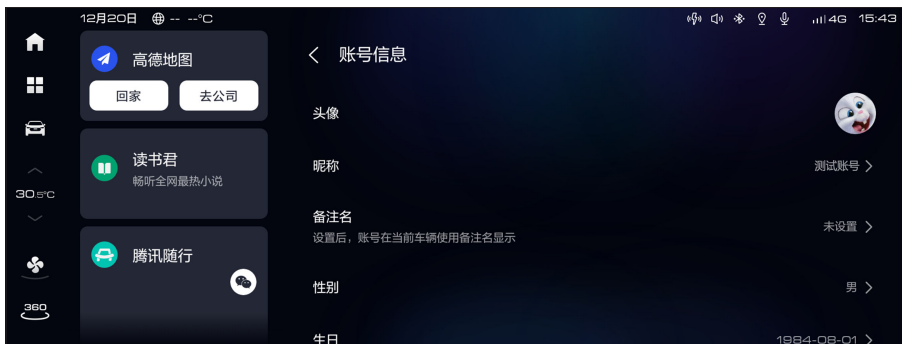 12月20日 -- --°C
4G 15:43
30.5°C
360
高德地图
回家 去公司
读书君
畅听全网最热小说
腾讯随行
账号信息
头像
昵称 测试账号
备注名
设置后，账号在当前车辆使用备注名显示
未设置
性别 男
生日 1984-08-01